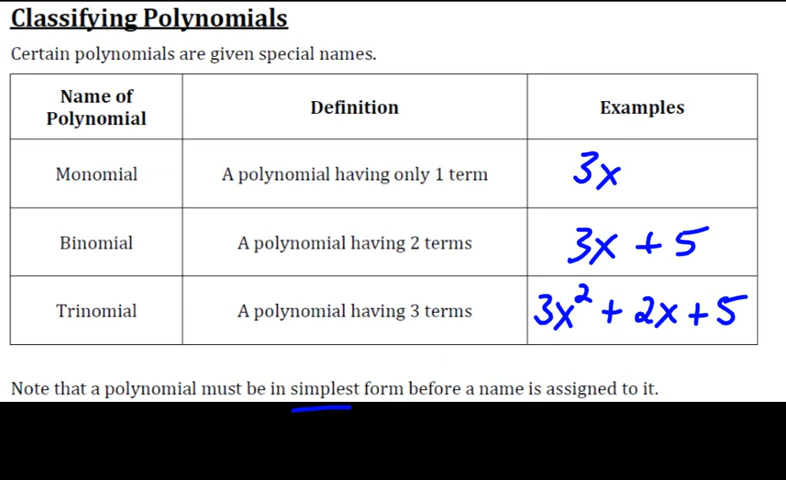 Classifying Polynomials
Certain polynomials are given special names.
Name of Polynomial Definition Examples
Monomial A polynomial having only 1 term 3x
Binomial A polynomial having 2 terms 3x + 5
Trinomial A polynomial having 3 terms 3x² + 2x + 5
Note that a polynomial must be in simplest form before a name is assigned to it.